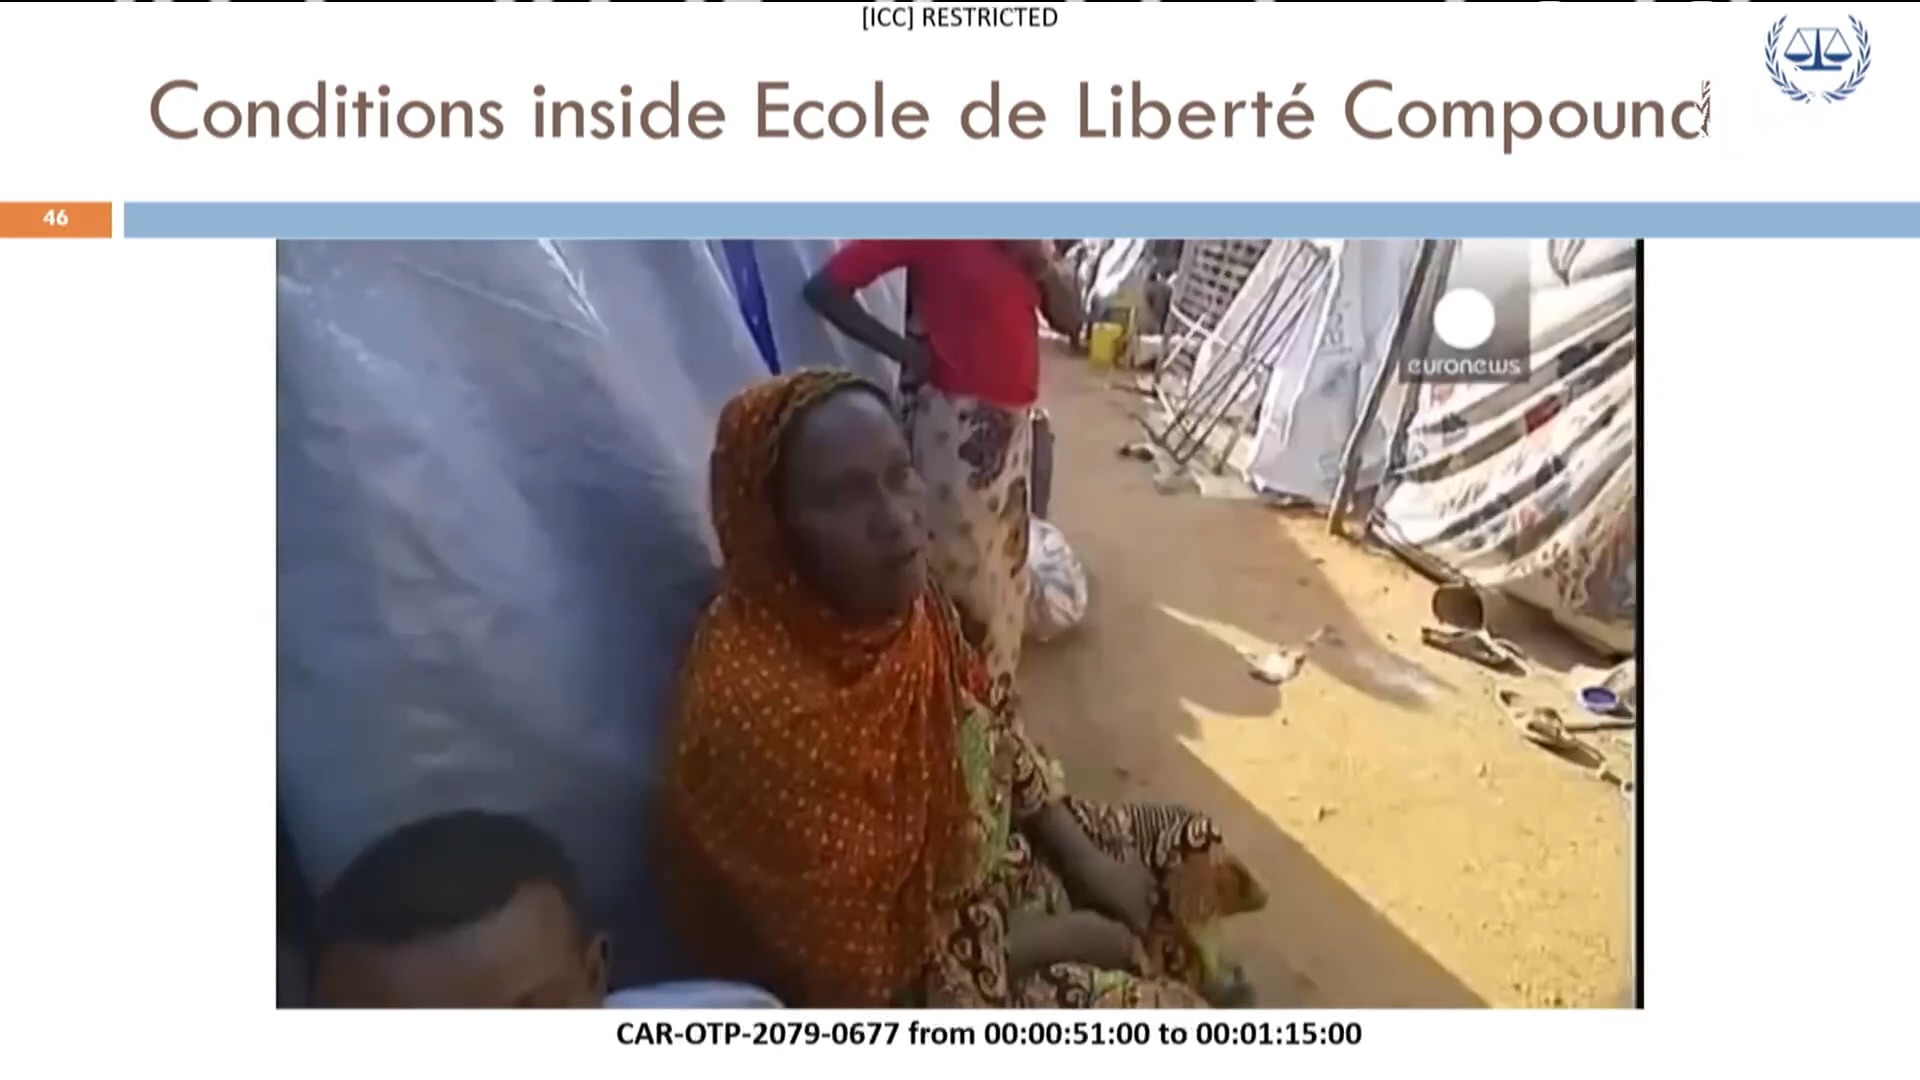 [ICC] RESTRICTED
Conditions inside Ecole de Liberté Compound
46
euronews
CAR-OTP-2079-0677 from 00:00:51:00 to 00:01:15:00